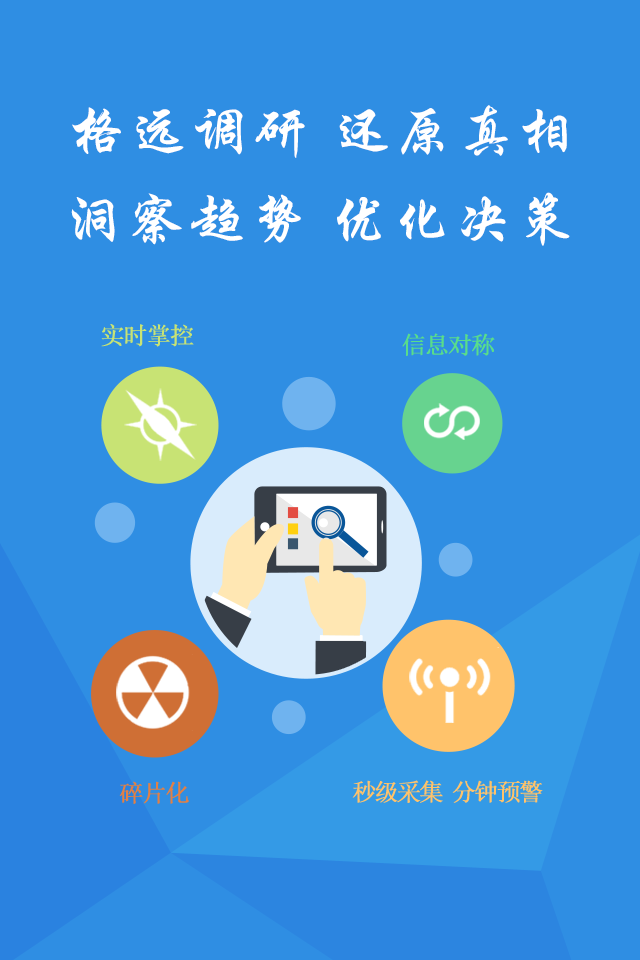 格远调研 还原真相
洞察趋势 优化决策
实时掌控
信息对称
碎片化
秒级采集 分钟预警